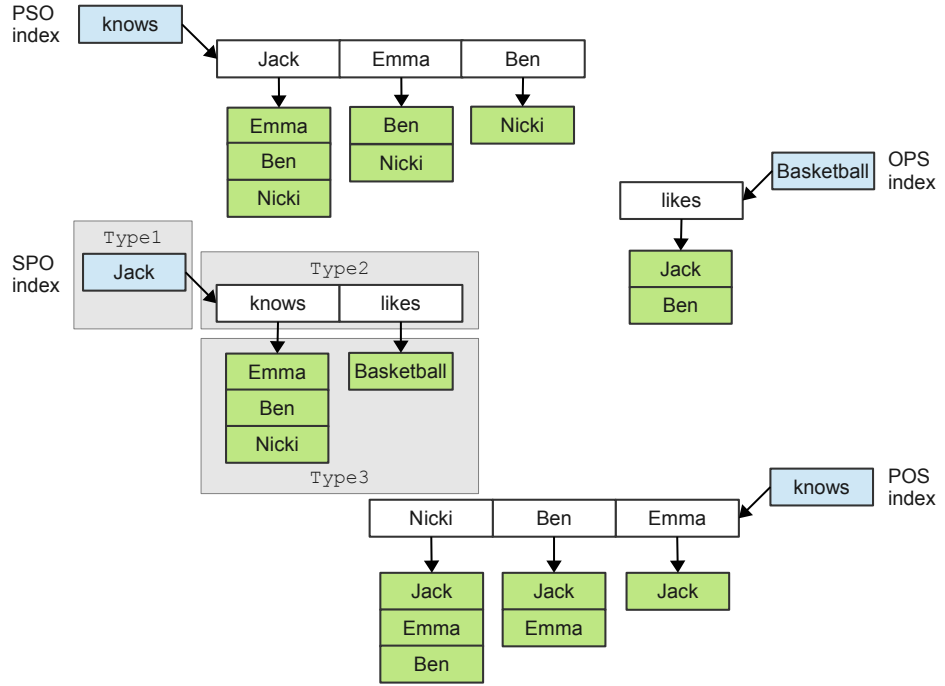 PSO
index
knows
Jack Emma Ben
Emma Ben Nicki
Ben Nicki
Nicki
Basketball
OPS
index
likes
Jack
Ben
Type1
SPO
index
Jack
Type2
knows likes
Emma Basketball
Ben
Nicki
Type3
knows
POS
index
Nicki Ben Emma
Jack Jack Jack
Emma Emma
Ben